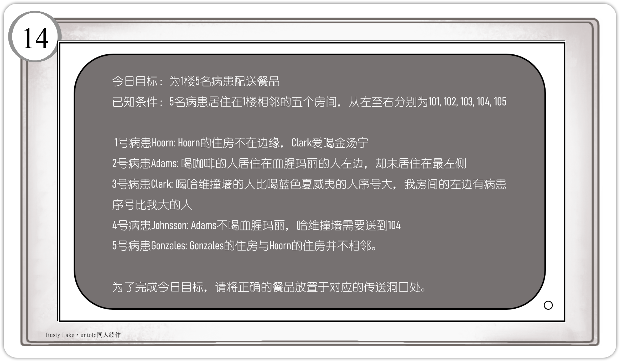 14
今日目标：为1楼5名病患配送餐品
已知条件：5名病患居住在1楼相邻的五个房间，从左至右分别为101, 102, 103, 104, 105
1号病患Hoorn: Hoorn的住房不在边缘，Clark爱喝金汤宁
2号病患Adams: 喝咖啡的人居住在血腥玛丽的人左边，却未居住在最左侧
3号病患Clerk: 喝哈维撞墙的人比喝蓝色夏威夷的人序号大，我房间的左边有病患
序号比我大的人
4号病患Johnsson: Adams不喝血腥玛丽，哈维撞墙需要送到104
5号病患Gonzales: Gonzales的住房与Hoorn的住房并不相邻。
为了完成今日目标，请将正确的餐品放置于对应的传送洞口处。